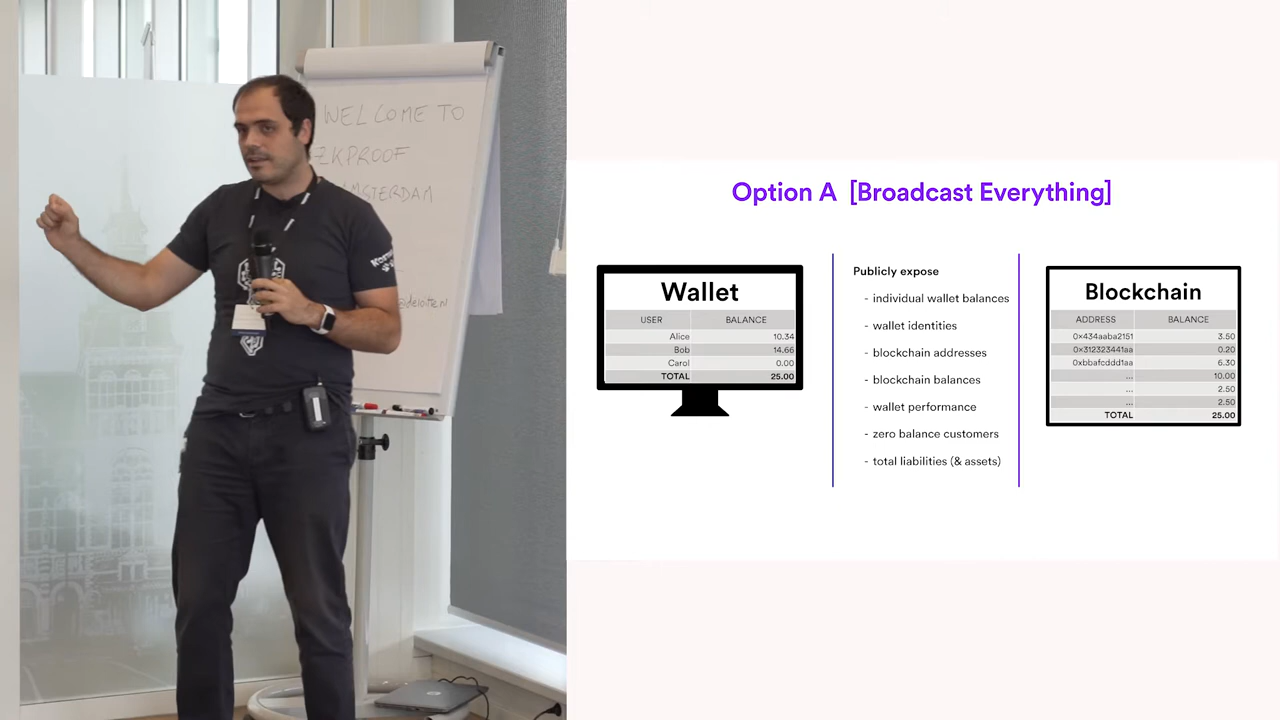 WELCOME TO
ZKPROOF
AMSTERDAM
Option A [Broadcast Everything]
Wallet
USER BALANCE
Alice 10.34
Bob 14.66
Carol 0.00
TOTAL 25.00
Publicly expose
- individual wallet balances
- wallet identities
- blockchain addresses
- blockchain balances
- wallet performance
- zero balance customers
- total liabilities (& assets)
Blockchain
ADDRESS BALANCE
0x434aaba2151 3.50
0x312323441aa 0.20
0xbbafcddd1aa 6.30
... 10.00
... 2.50
... 2.50
TOTAL 25.00